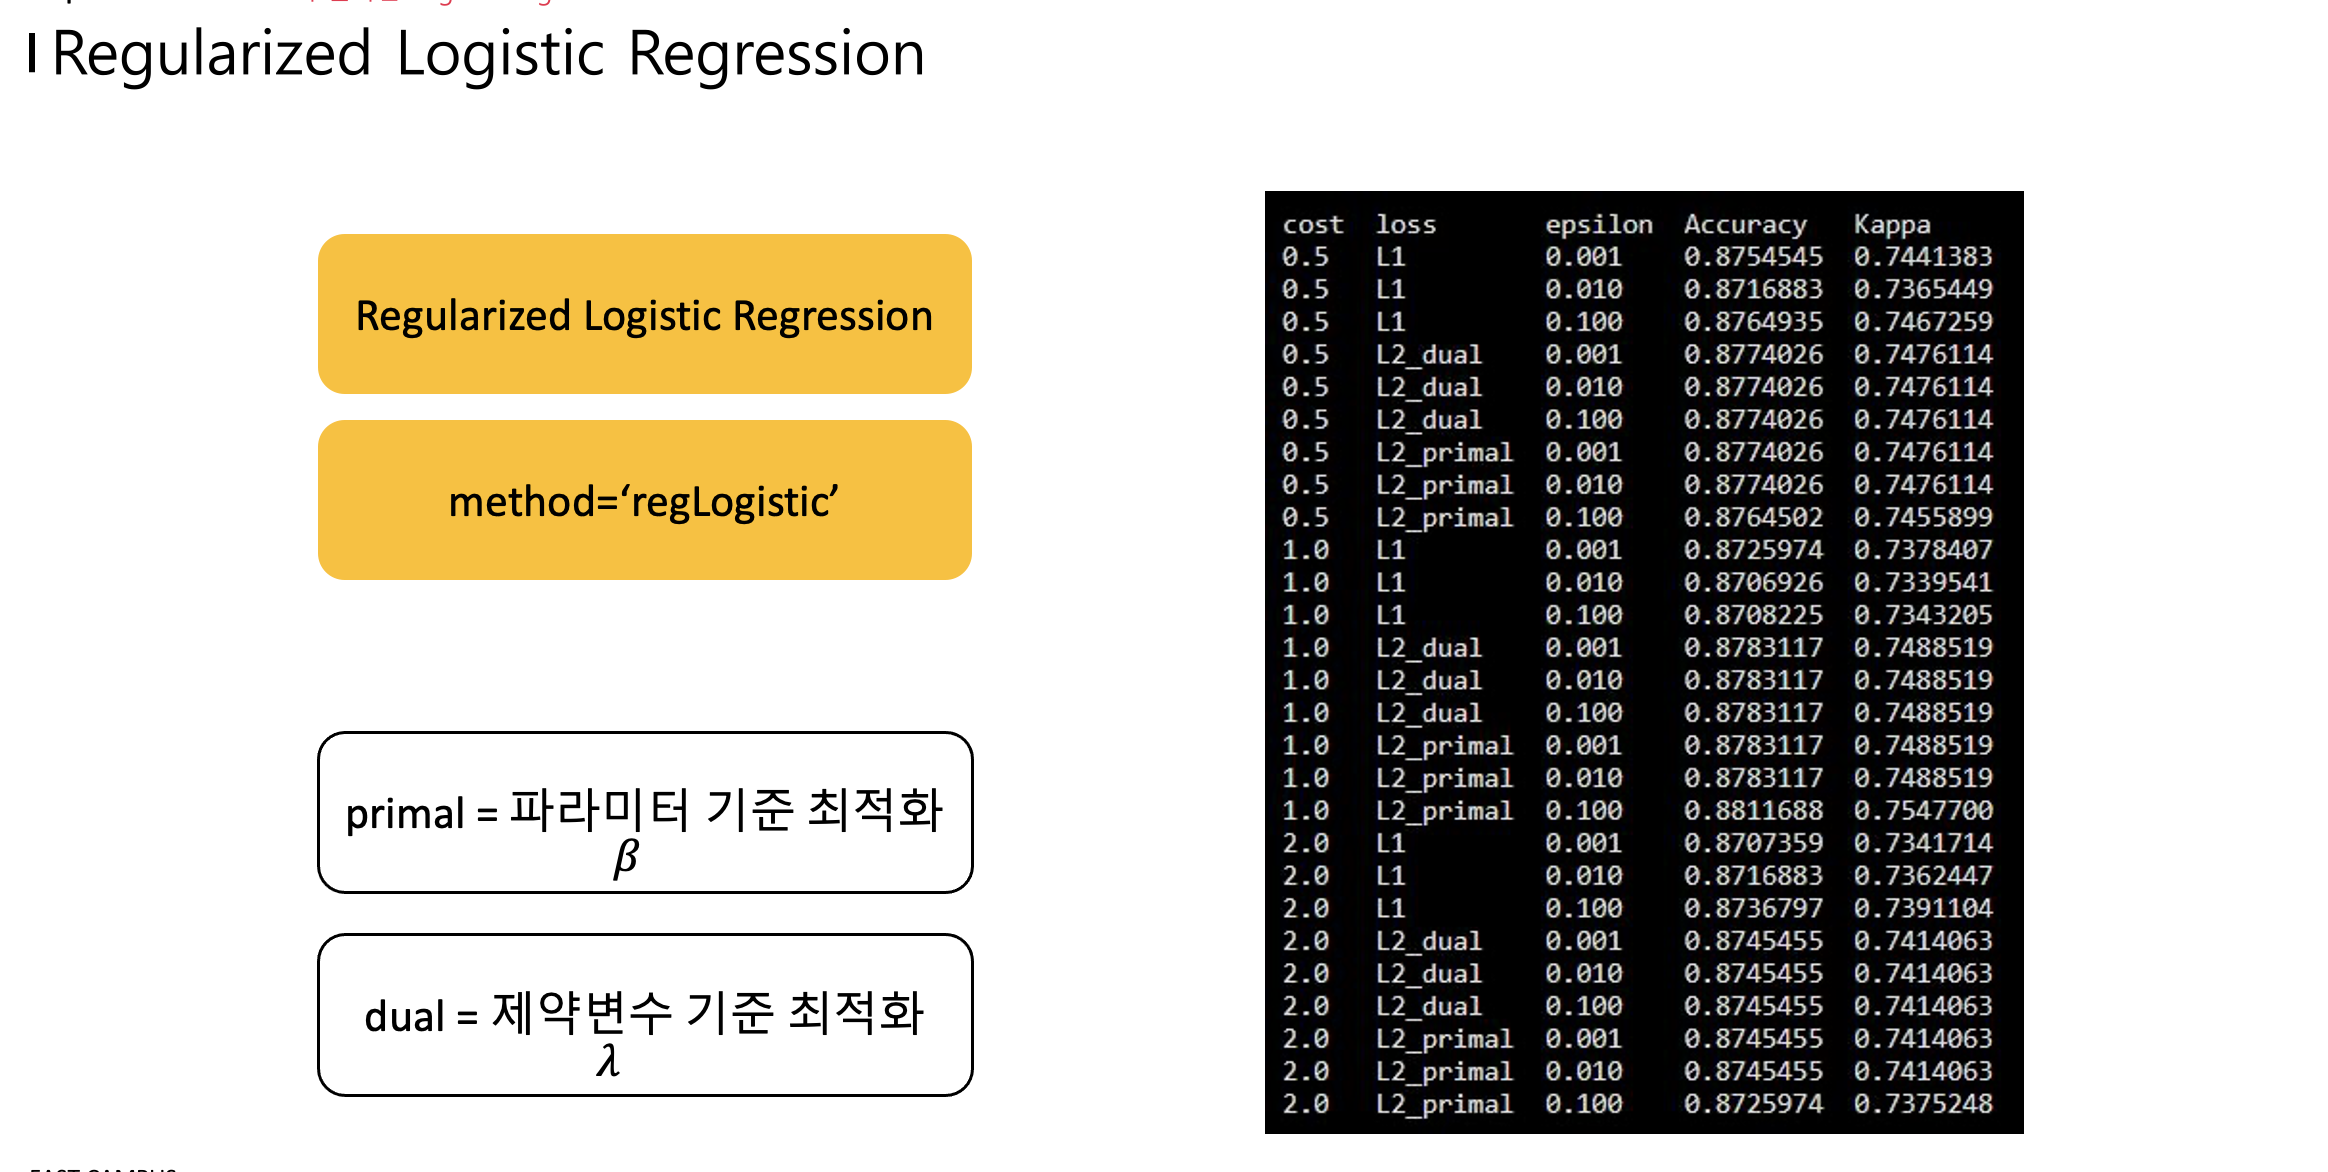 Regularized Logistic Regression
Regularized Logistic Regression
method=‘regLogistic’
primal = 파라미터 기준 최적화
β
dual = 제약변수 기준 최적화
λ
cost loss epsilon Accuracy Kappa
0.5 L1 0.001 0.8754545 0.7441383
0.5 L1 0.010 0.8716883 0.7365449
0.5 L1 0.100 0.8764935 0.7467259
0.5 L2_dual 0.001 0.8774026 0.7476114
0.5 L2_dual 0.010 0.8774026 0.7476114
0.5 L2_dual 0.100 0.8774026 0.7476114
0.5 L2_primal 0.001 0.8774026 0.7476114
0.5 L2_primal 0.010 0.8774026 0.7476114
0.5 L2_primal 0.100 0.8764502 0.7455899
1.0 L1 0.001 0.8725974 0.7378407
1.0 L1 0.010 0.8706926 0.7339541
1.0 L1 0.100 0.8708225 0.7343205
1.0 L2_dual 0.001 0.8783117 0.7488519
1.0 L2_dual 0.010 0.8783117 0.7488519
1.0 L2_dual 0.100 0.8783117 0.7488519
1.0 L2_primal 0.001 0.8783117 0.7488519
1.0 L2_primal 0.010 0.8783117 0.7488519
1.0 L2_primal 0.100 0.8811688 0.7547700
2.0 L1 0.001 0.8707359 0.7341714
2.0 L1 0.010 0.8716883 0.7362447
2.0 L1 0.100 0.8736797 0.7391104
2.0 L2_dual 0.001 0.8745455 0.7414063
2.0 L2_dual 0.010 0.8745455 0.7414063
2.0 L2_dual 0.100 0.8745455 0.7414063
2.0 L2_primal 0.001 0.8745455 0.7414063
2.0 L2_primal 0.010 0.8745455 0.7414063
2.0 L2_primal 0.100 0.8725974 0.7375248